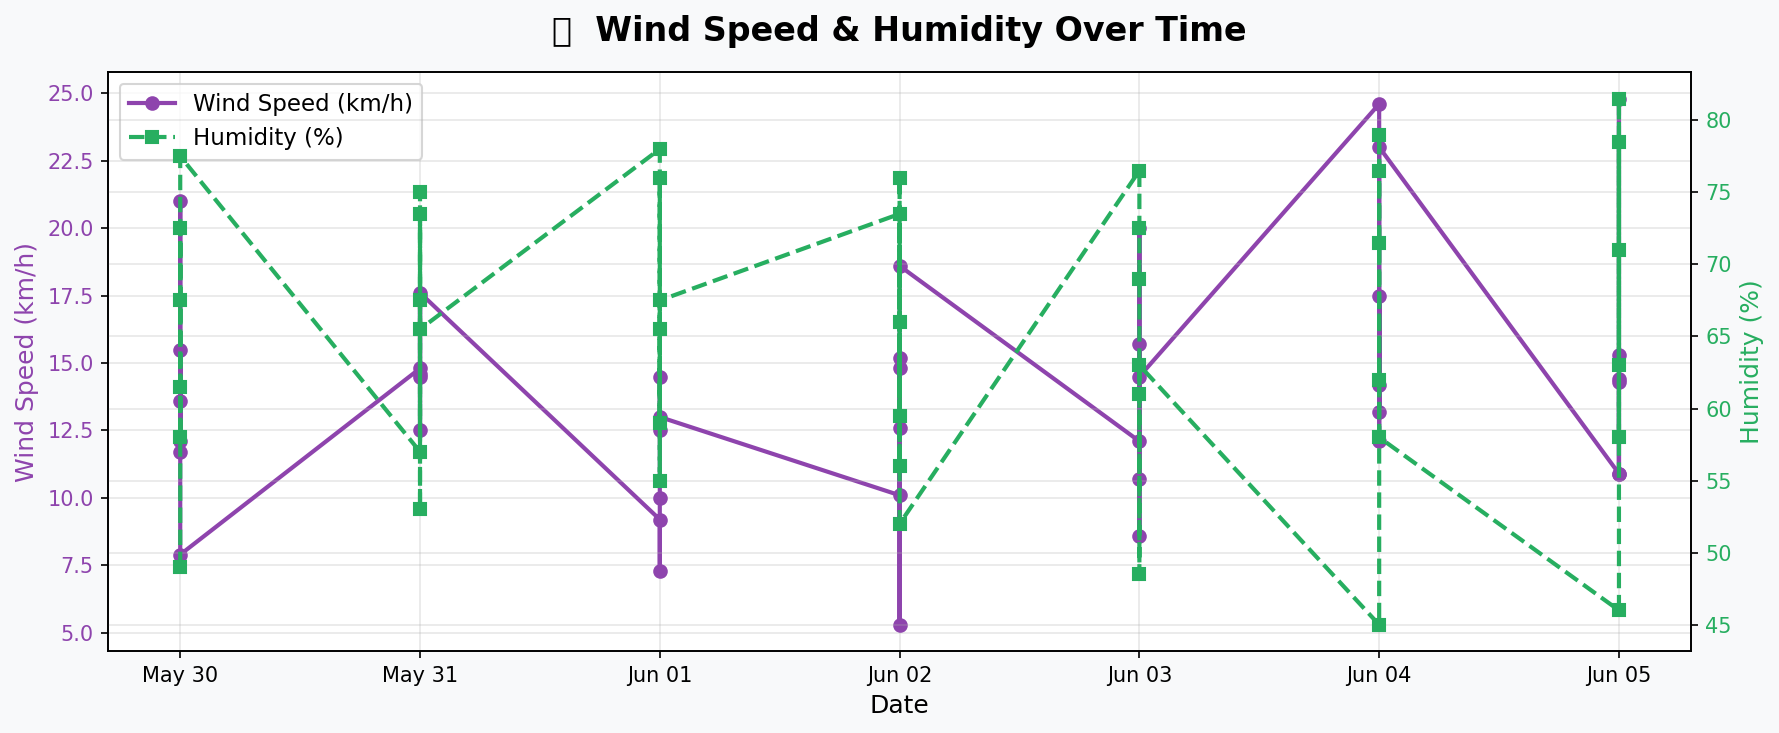 Wind Speed & Humidity Over Time
Wind Speed (km/h)
Humidity (%)
Wind Speed (km/h)
25.0
22.5
20.0
17.5
15.0
12.5
10.0
7.5
5.0
80
75
70
65
60
55
50
45
Humidity (%)
May 30
May 31
Jun 01
Jun 02
Jun 03
Jun 04
Jun 05
Date